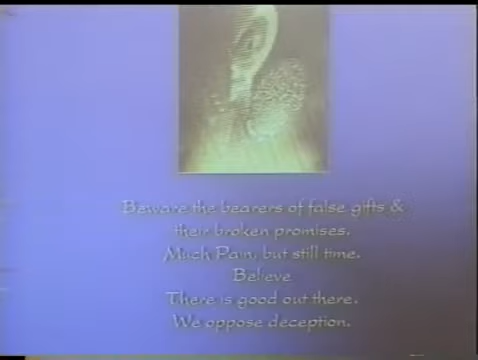 Beware the bearers of false gifts &
their broken promises.
Much Pain, but still time.
Believe
There is good out there.
We oppose deception.